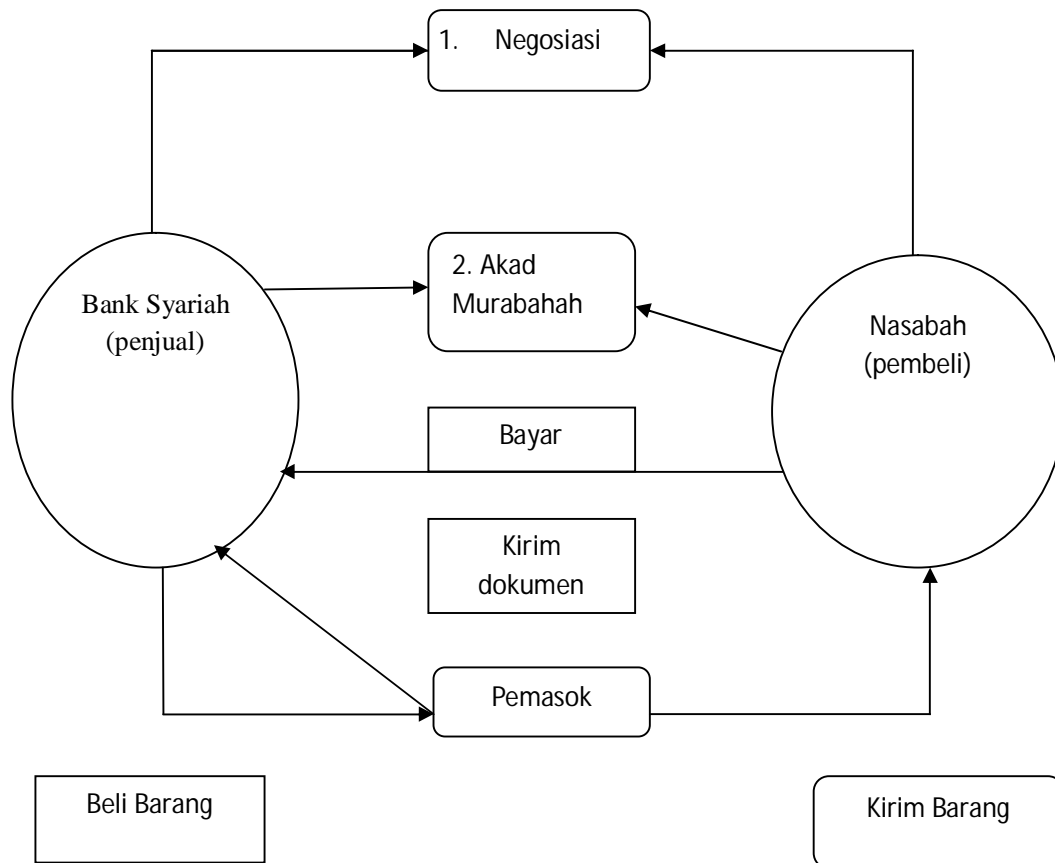 1. Negosiasi
Bank Syariah
(penjual)
2. Akad
Murabahah
Nasabah
(pembeli)
Bayar
Kirim
dokumen
Pemasok
Beli Barang
Kirim Barang